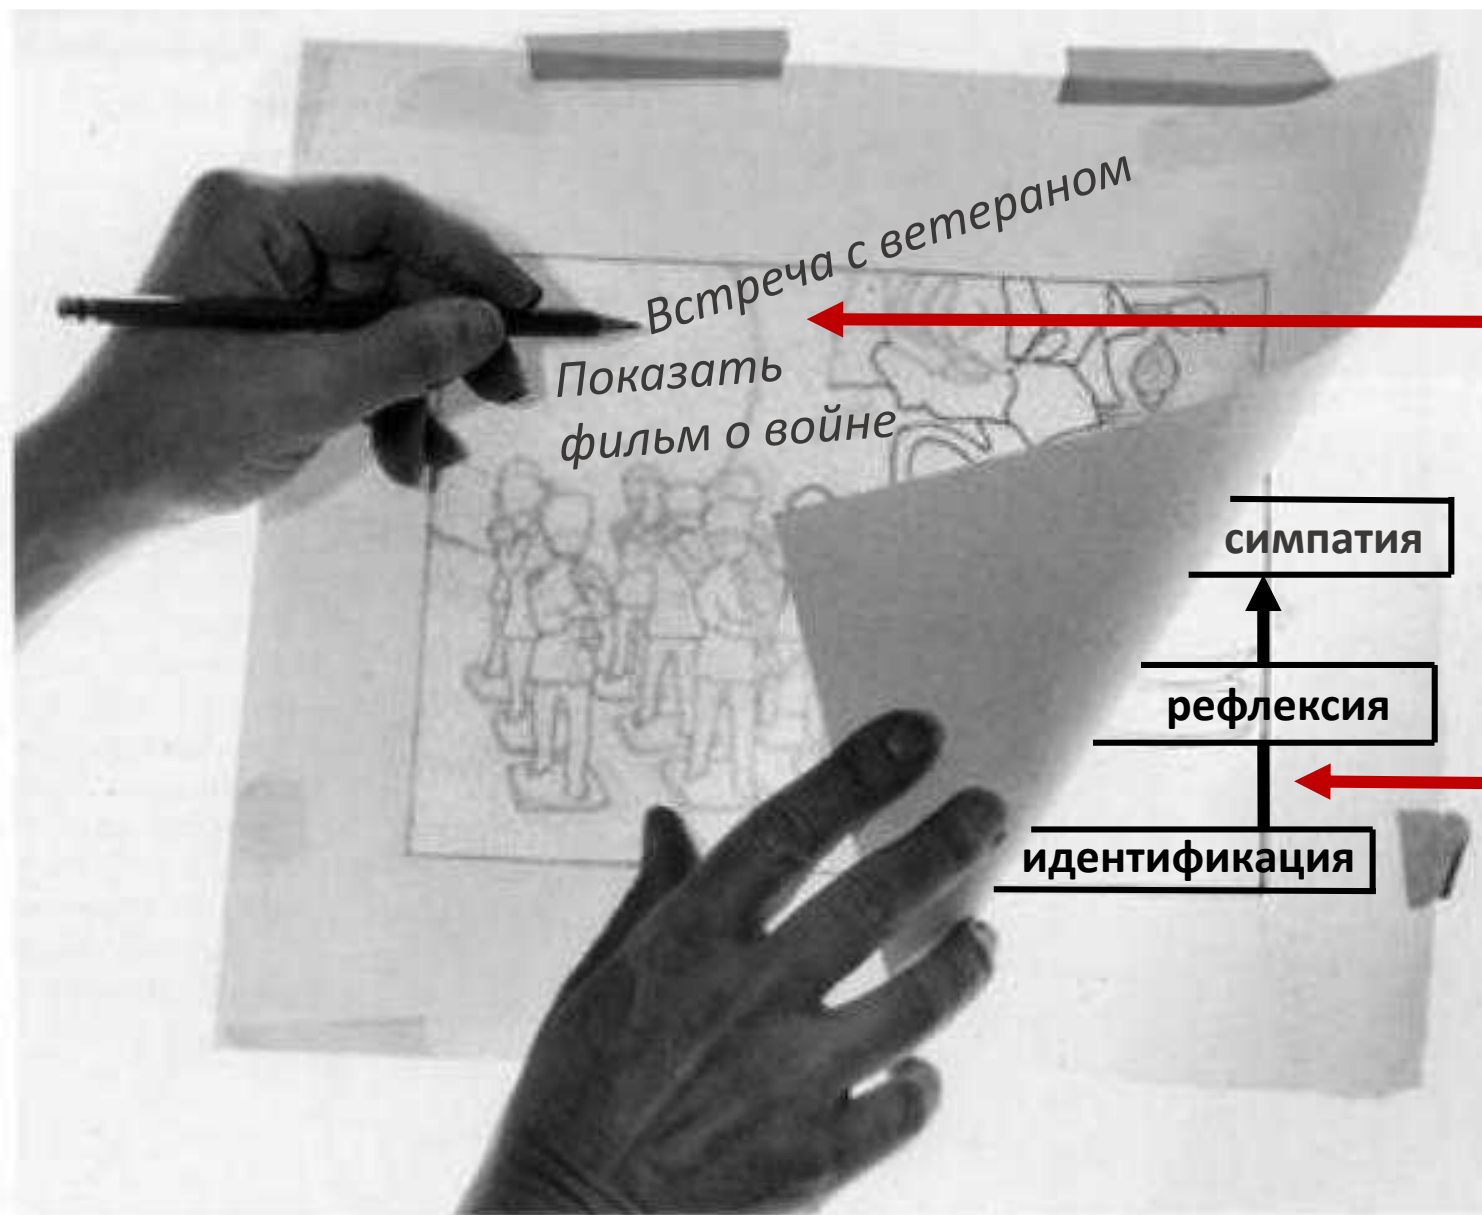 Встреча с ветераном
Показать
фильм о войне
симпатия
рефлексия
идентификация